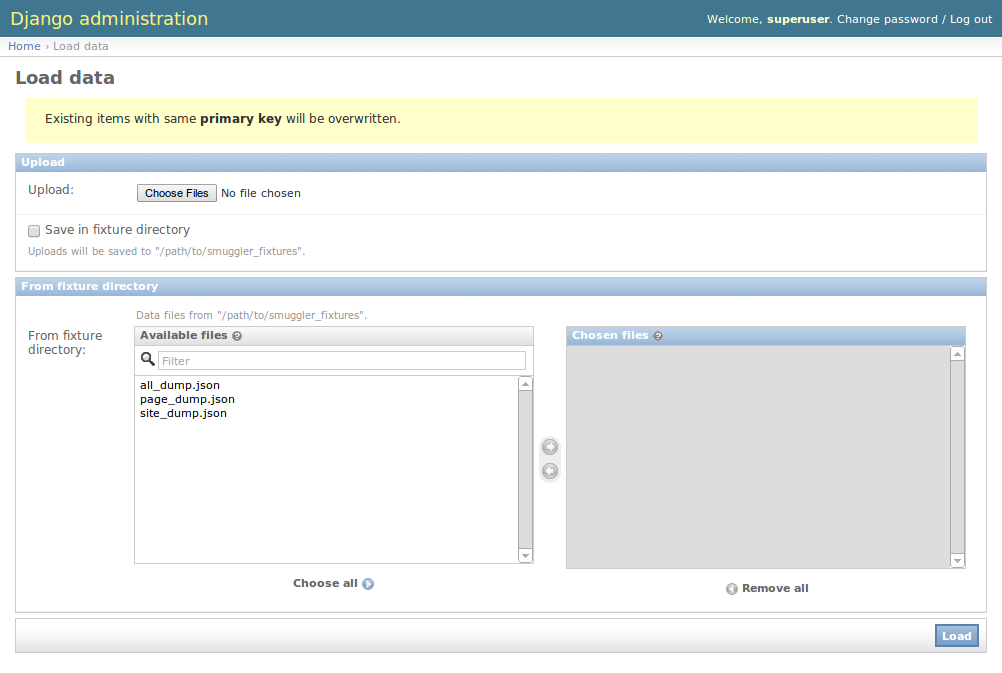 Django administration
Welcome, superuser. Change password / Log out
Home › Load data
Load data
Existing items with same primary key will be overwritten.
Upload
Upload:
Choose Files No file chosen
Save in fixture directory
Uploads will be saved to "/path/to/smuggler_fixtures".
From fixture directory
Data files from "/path/to/smuggler_fixtures".
From fixture
directory:
Available files ?
Chosen files ?
Filter
all_dump.json
page_dump.json
site_dump.json
Choose all
Remove all
Load